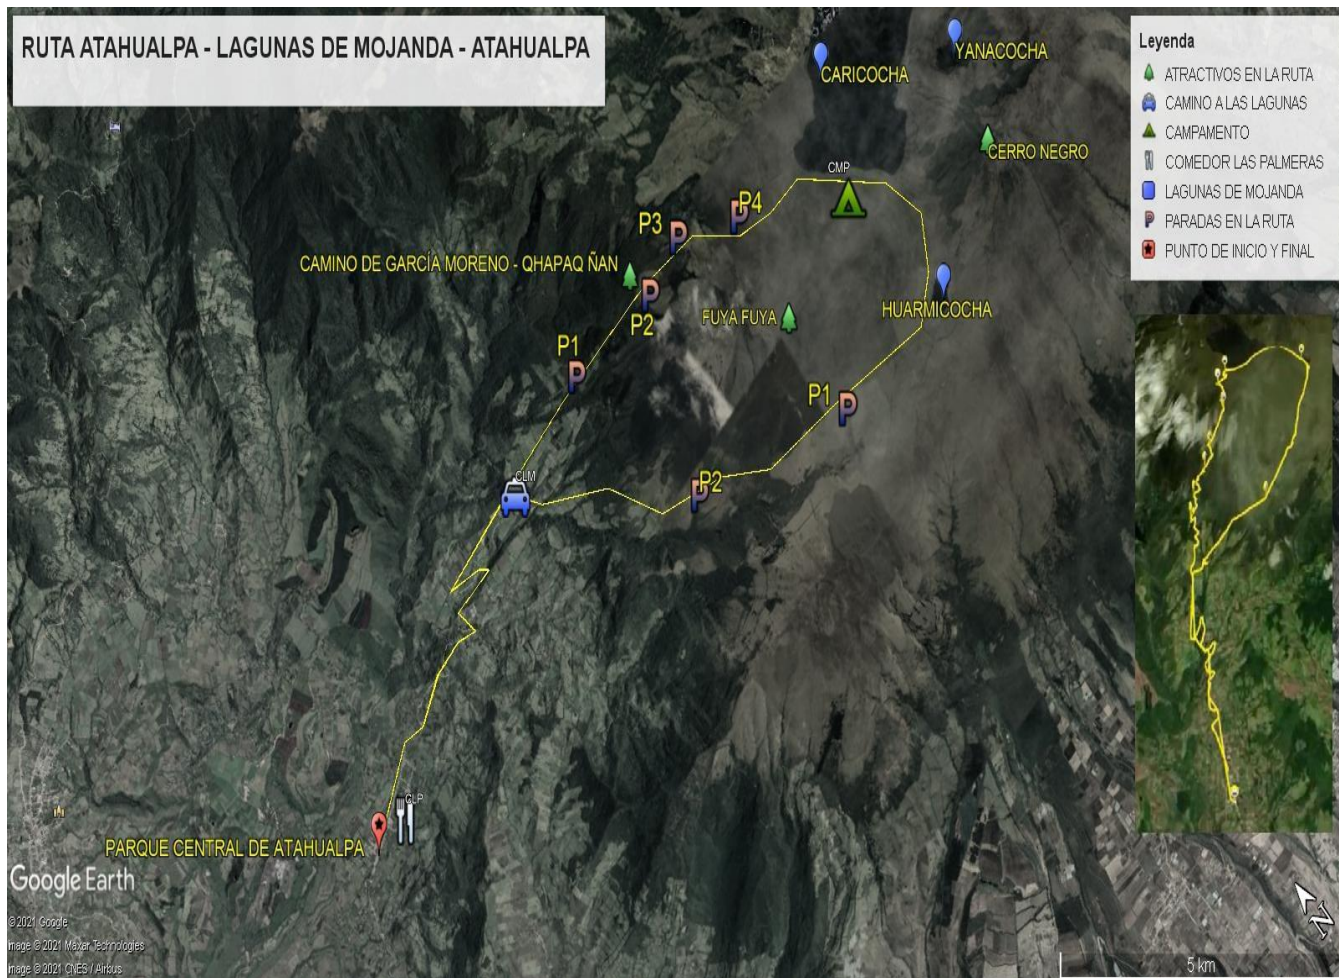 RUTA ATAHUALPA - LAGUNAS DE MOJANDA - ATAHUALPA
Leyenda
ATRACTIVOS EN LA RUTA
CAMINO A LAS LAGUNAS
CAMPAMENTO
COMEDOR LAS PALMERAS
LAGUNAS DE MOJANDA
P PARADAS EN LA RUTA
PUNTO DE INICIO Y FINAL
YANACOCHA
CARICOCHA
CERRO NEGRO
CMP
P4
P
P3
P
CAMINO DE GARCÍA MORENO - QHAPAQ ÑAN
P
P2
HUARMICOCHA
FUYA FUYA
P1
P
P1
P
CLM
P2
P
CLP
PARQUE CENTRAL DE ATAHUALPA
Google Earth
© 2021 Google
Image © 2021 Maxar Technologies
Image © 2021 CNES / Airbus
5 km
N